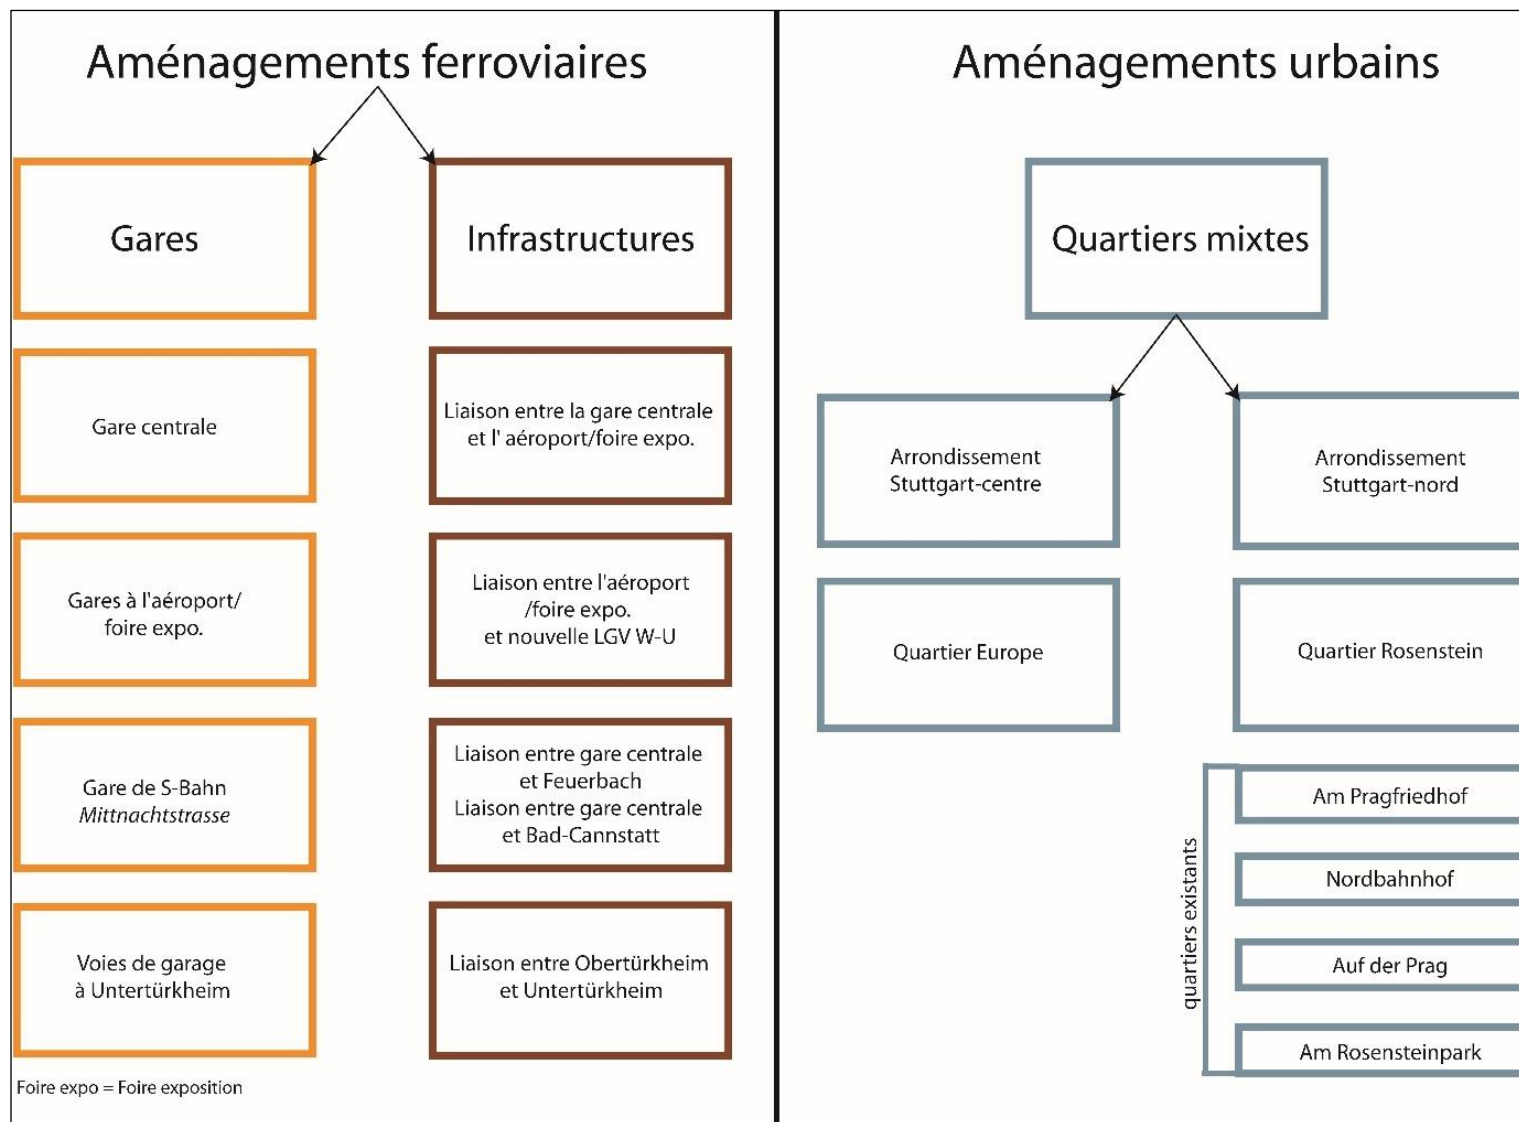 Aménagements ferroviaires
Gares
Infrastructures
Gare centrale
Liaison entre la gare centrale
et l' aéroport/foire expo.
Gares à l'aéroport/
foire expo.
Liaison entre l'aéroport
/foire expo.
et nouvelle LGV W-U
Gare de S-Bahn
Mittnachtstrasse
Liaison entre gare centrale
et Feuerbach
Liaison entre gare centrale
et Bad-Cannstatt
Voies de garage
à Untertürkheim
Liaison entre Obertürkheim
et Untertürkheim
Foire expo = Foire exposition
Aménagements urbains
Quartiers mixtes
Arrondissement
Stuttgart-centre
Arrondissement
Stuttgart-nord
Quartier Europe
Quartier Rosenstein
quartiers existants
Am Pragfriedhof
Nordbahnhof
Auf der Prag
Am Rosensteinpark